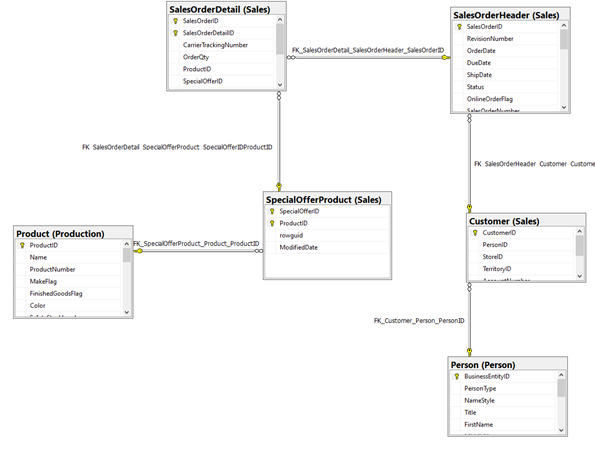 SalesOrderDetail (Sales)
SalesOrderID
SalesOrderDetailID
CarrierTrackingNumber
OrderQty
ProductID
SpecialOfferID
FK_SalesOrderDetail_SalesOrderHeader_SalesOrderID
SalesOrderHeader (Sales)
SalesOrderID
RevisionNumber
OrderDate
DueDate
ShipDate
Status
OnlineOrderFlag
SalesOrderNumber
FK_SalesOrderDetail_SpecialOfferProduct_SpecialOfferIDProductID
FK_SalesOrderHeader_Customer_Custome
SpecialOfferProduct (Sales)
SpecialOfferID
ProductID
rowguid
ModifiedDate
Customer (Sales)
CustomerID
PersonID
StoreID
TerritoryID
AccountNumber
Product (Production)
ProductID
Name
ProductNumber
MakeFlag
FinishedGoodsFlag
Color
FK_SpecialOfferProduct_Product_ProductID
FK_Customer_Person_PersonID
Person (Person)
BusinessEntityID
PersonType
NameStyle
Title
FirstName